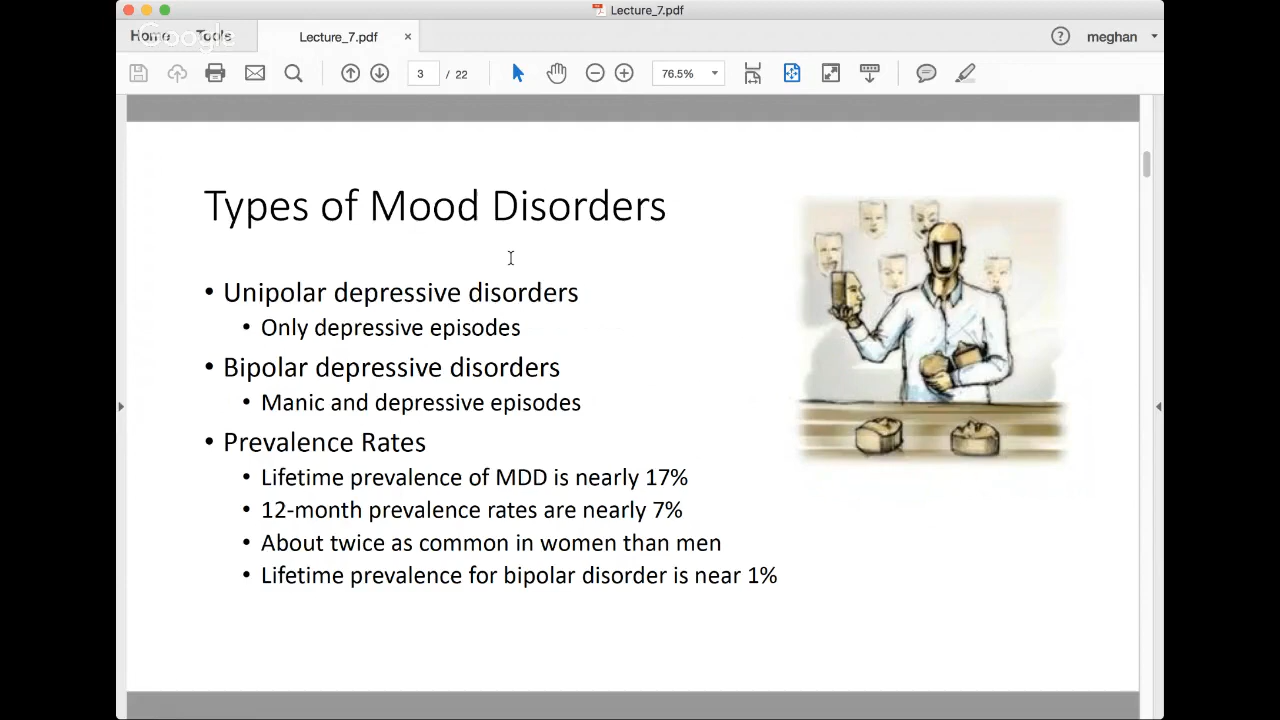 Lecture_7.pdf
Home Tools Lecture_7.pdf × ? meghan
Google
3 / 22 76.5%
Types of Mood Disorders
• Unipolar depressive disorders
• Only depressive episodes
• Bipolar depressive disorders
• Manic and depressive episodes
• Prevalence Rates
• Lifetime prevalence of MDD is nearly 17%
• 12-month prevalence rates are nearly 7%
• About twice as common in women than men
• Lifetime prevalence for bipolar disorder is near 1%